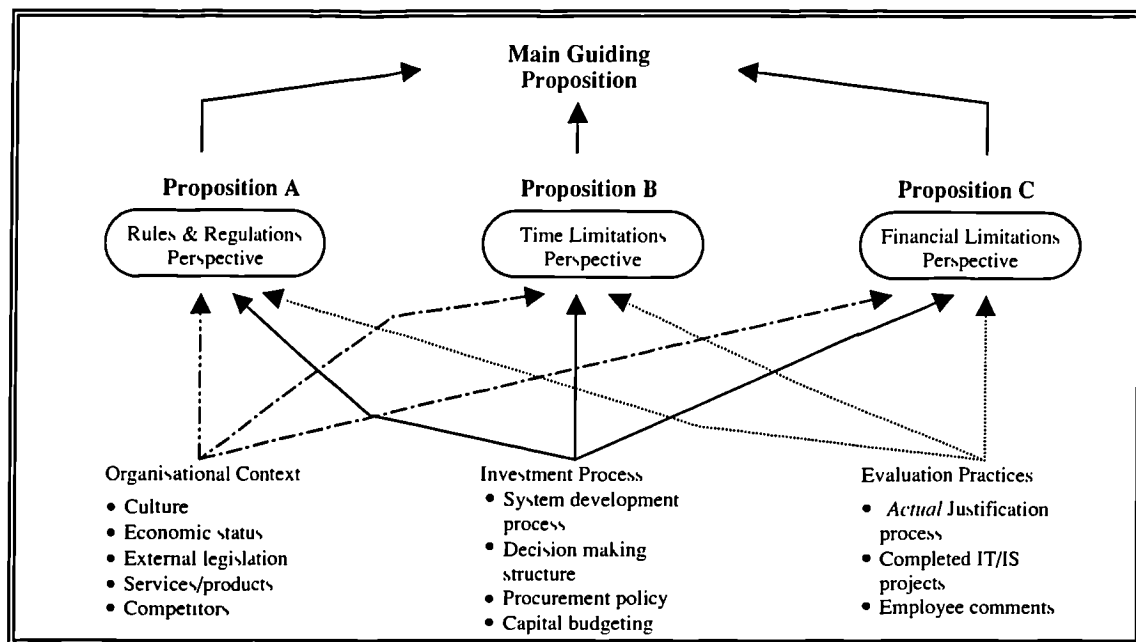 Main Guiding
Proposition
Proposition A
Proposition B
Proposition C
Rules & Regulations
Perspective
Time Limitations
Perspective
Financial Limitations
Perspective
Organisational Context
• Culture
• Economic status
• External legislation
• Services/products
• Competitors
Investment Process
• System development
process
• Decision making
structure
• Procurement policy
• Capital budgeting
Evaluation Practices
• Actual Justification
process
• Completed IT/IS
projects
• Employee comments